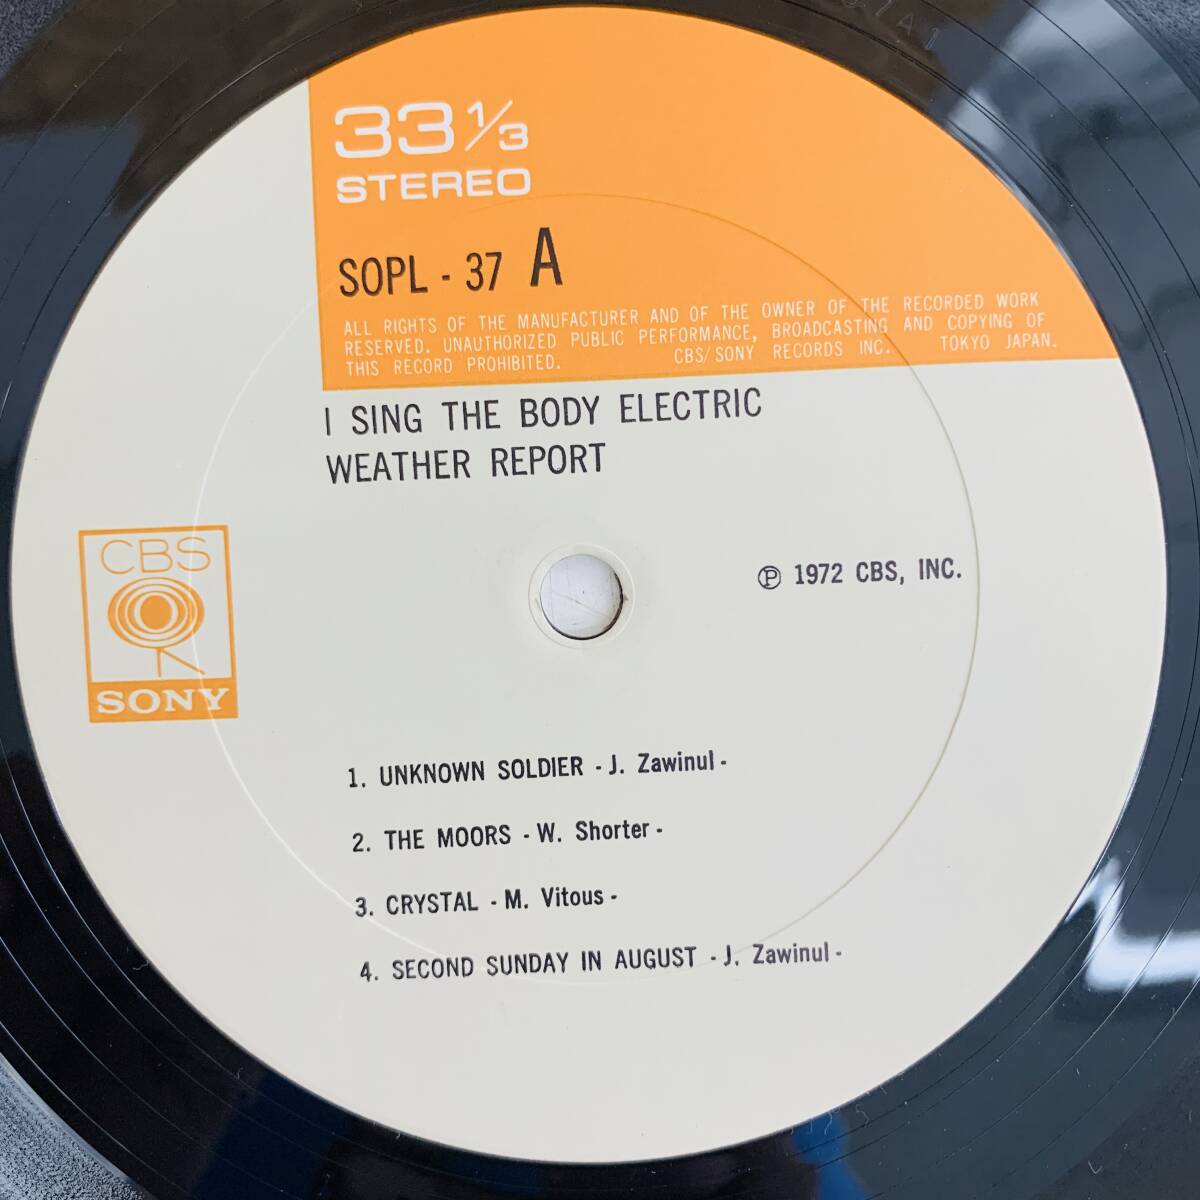 33 1/3
STEREO
SOPL - 37 A
ALL RIGHTS OF THE MANUFACTURER AND OF THE OWNER OF THE RECORDED WORK
RESERVED. UNAUTHORIZED PUBLIC PERFORMANCE, BROADCASTING AND COPYING OF
THIS RECORD PROHIBITED. CBS/SONY RECORDS INC. TOKYO JAPAN.
I SING THE BODY ELECTRIC
WEATHER REPORT
CBS
SONY
℗ 1972 CBS, INC.
1. UNKNOWN SOLDIER - J. Zawinul -
2. THE MOORS - W. Shorter -
3. CRYSTAL - M. Vitous -
4. SECOND SUNDAY IN AUGUST - J. Zawinul -